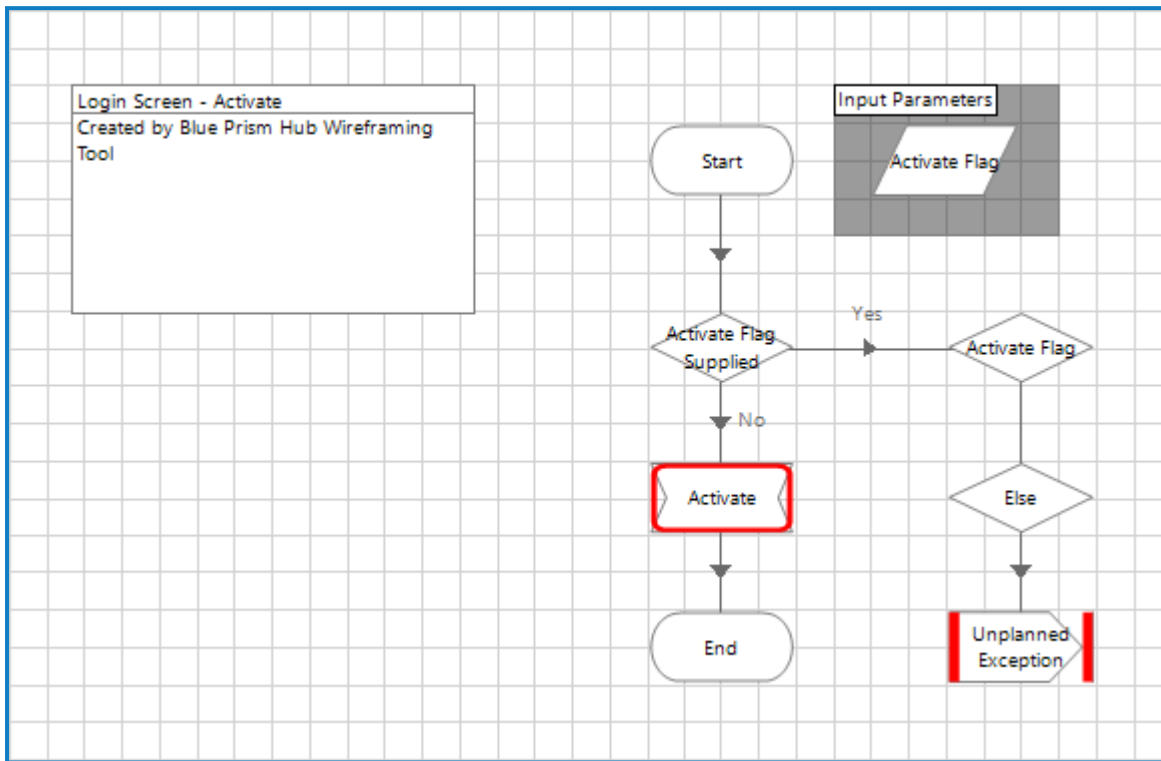 Login Screen - Activate
Created by Blue Prism Hub Wireframing
Tool
Input Parameters
Start
Activate Flag
Activate Flag
Supplied
Yes
Activate Flag
No
Activate
Else
End
Unplanned
Exception